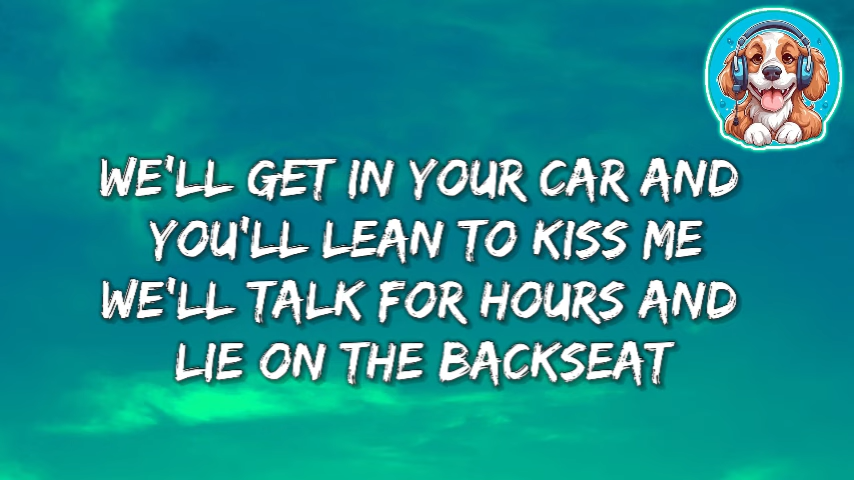 WE'LL GET IN YOUR CAR AND
YOU'LL LEAN TO KISS ME
WE'LL TALK FOR HOURS AND
LIE ON THE BACKSEAT